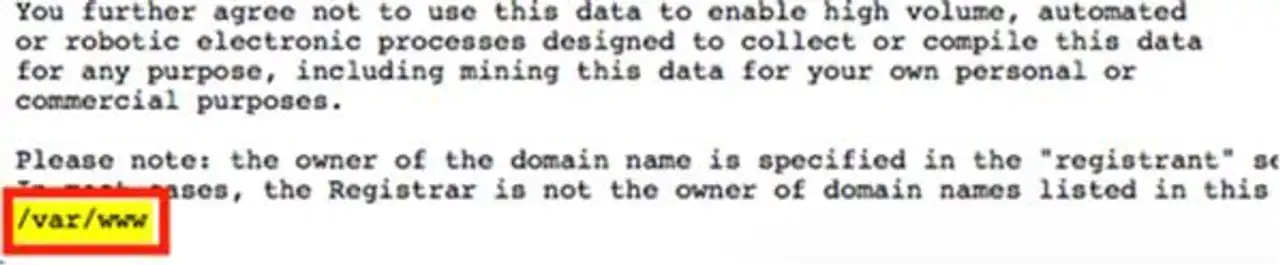 You further agree not to use this data to enable high volume, automated
or robotic electronic processes designed to collect or compile this data
for any purpose, including mining this data for your own personal or
commercial purposes.
Please note: the owner of the domain name is specified in the "registrant"
In most cases, the Registrar is not the owner of domain names listed in this
/var/www